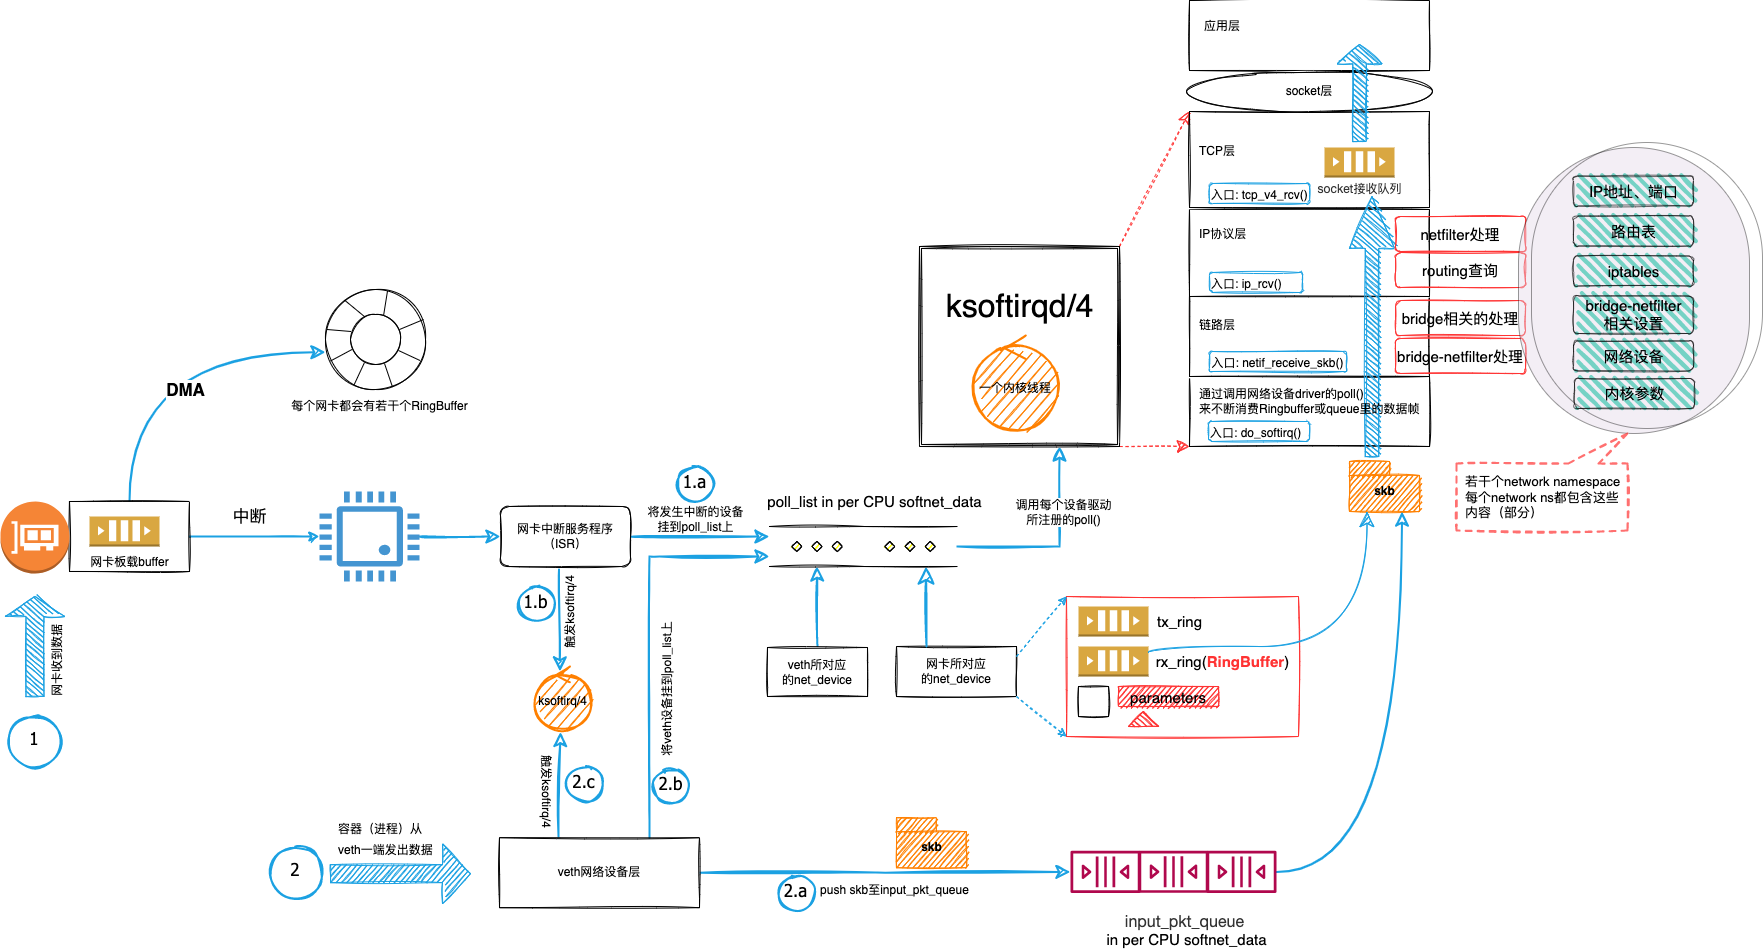 应用层
socket层
TCP层
socket接收队列
入口: tcp_v4_rcv()
IP协议层
入口: ip_rcv()
netfilter处理
routing查询
链路层
入口: netif_receive_skb()
bridge相关的处理
bridge-netfilter处理
通过调用网络设备driver的poll()
来不断消费Ringbuffer或queue里的数据帧
入口: do_softirq()
IP地址、端口
路由表
iptables
bridge-netfilter
相关设置
网络设备
内核参数
若干个network namespace
每个network ns都包含这些
内容（部分）
ksoftirqd/4
一个内核线程
DMA
每个网卡都会有若干个RingBuffer
网卡板载buffer
中断
网卡中断服务程序
（ISR）
1.a
将发生中断的设备
挂到poll_list上
poll_list in per CPU softnet_data
调用每个设备驱动
所注册的poll()
skb
1.b
触发ksoftirq/4
ksoftirq/4
网卡收到数据
1
veth所对应
的net_device
网卡所对应
的net_device
tx_ring
rx_ring(RingBuffer)
parameters
将veth设备挂到poll_list上
触发ksoftirq/4
2.c
2.b
容器（进程）从
veth一端发出数据
2
veth网络设备层
skb
2.a
push skb至input_pkt_queue
input_pkt_queue
in per CPU softnet_data